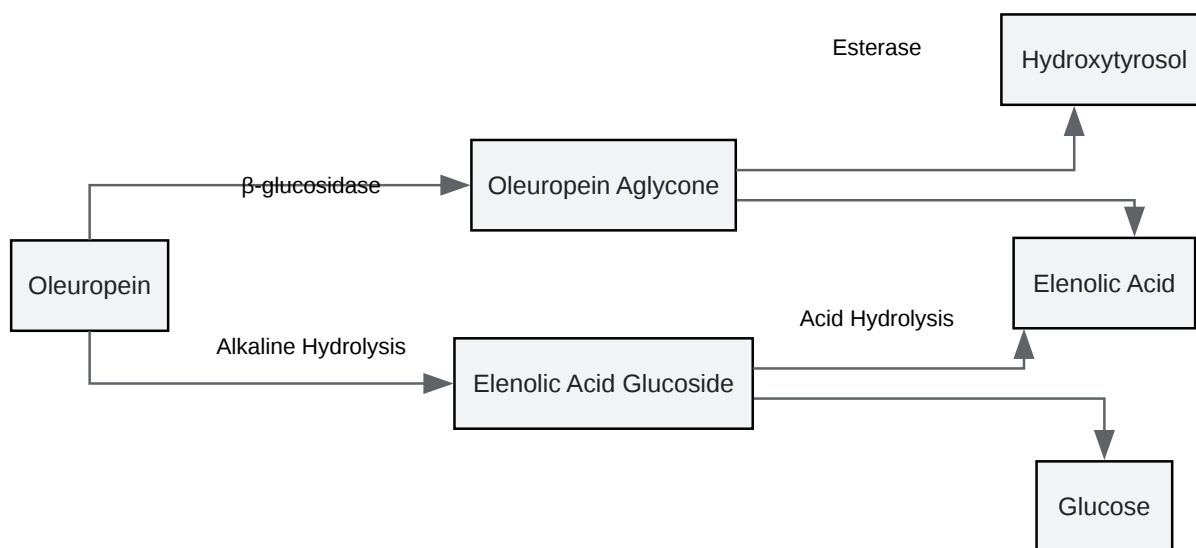 Esterase
Hydroxytyrosol
β-glucosidase
Oleuropein Aglycone
Oleuropein
Elenolic Acid
Alkaline Hydrolysis
Acid Hydrolysis
Elenolic Acid Glucoside
Glucose